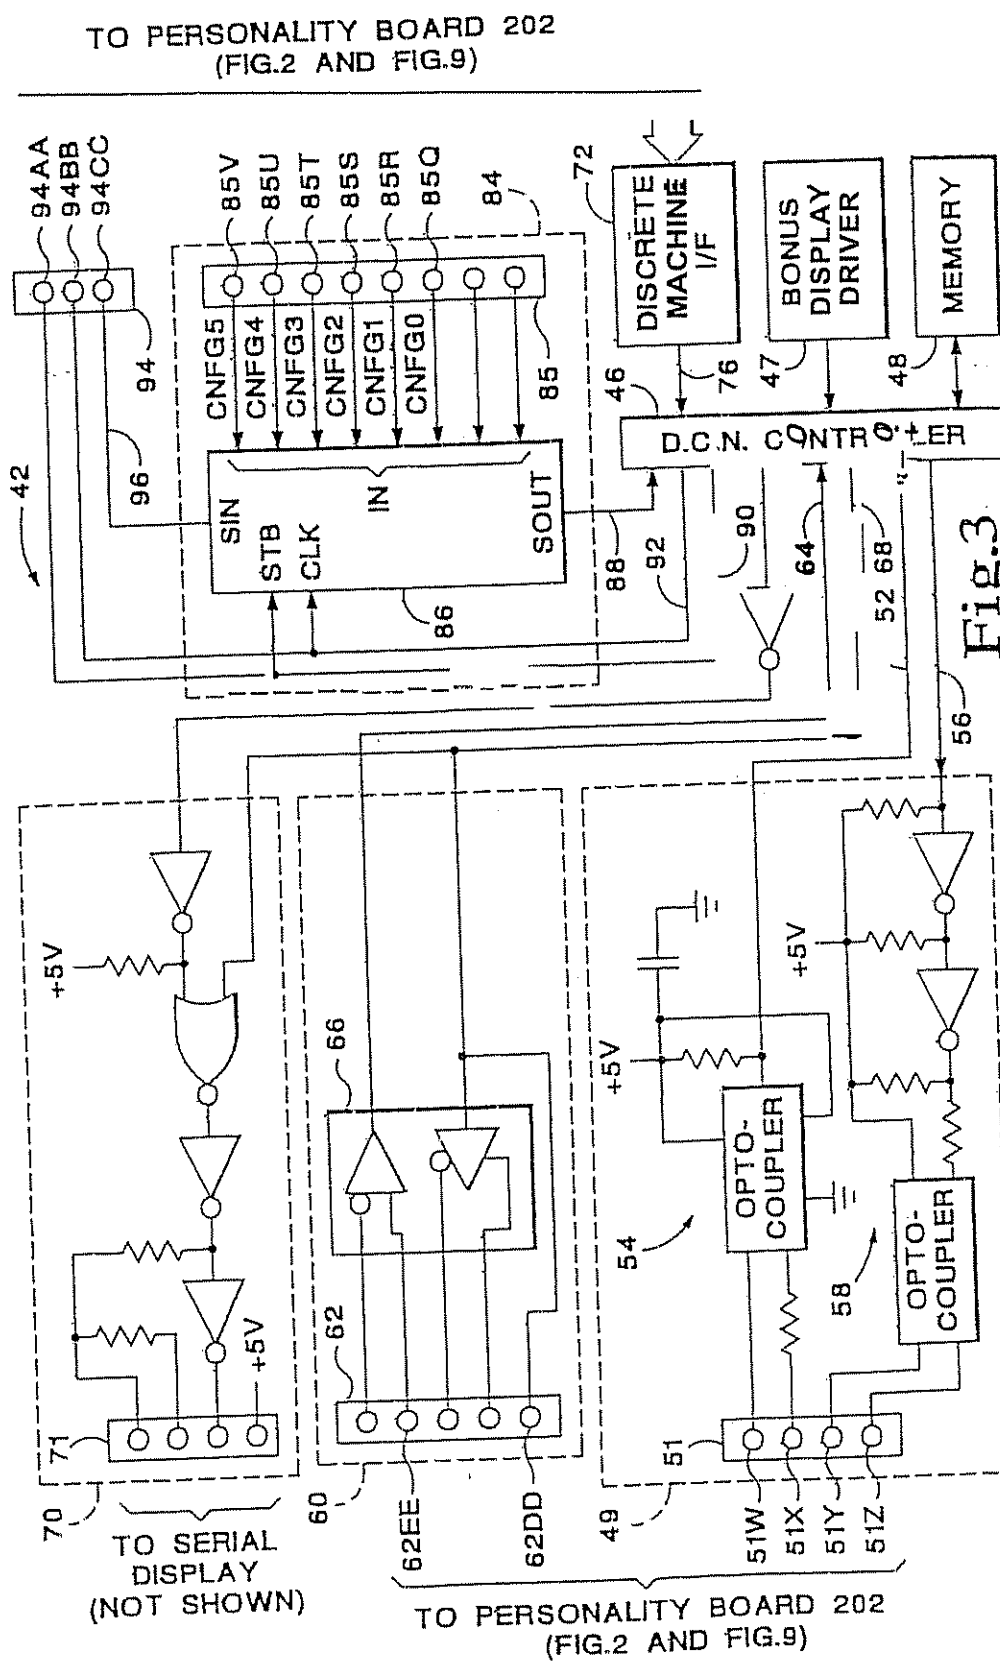 TO PERSONALITY BOARD 202
(FIG.2 AND FIG.9)
42
94AA
94BB
94CC
94
96
85V
85U
85T
85S
85R
85Q
84
CNFG5
CNFG4
CNFG3
CNFG2
CNFG1
CNFG0
85
SIN
STB
CLK
IN
SOUT
86
88
92
90
72
DISCRETE
MACHINE
I/F
76
BONUS
DISPLAY
DRIVER
47
MEMORY
48
46
D.C.N.
64
68
52
56
Fig.3
+5V
+5V
71
70
TO SERIAL
DISPLAY
(NOT SHOWN)
66
62
60
62EE
62DD
+5V
+5V
OPTO-
COUPLER
54
OPTO-
COUPLER
58
51
49
51W
51X
51Y
51Z
TO PERSONALITY BOARD 202
(FIG.2 AND FIG.9)